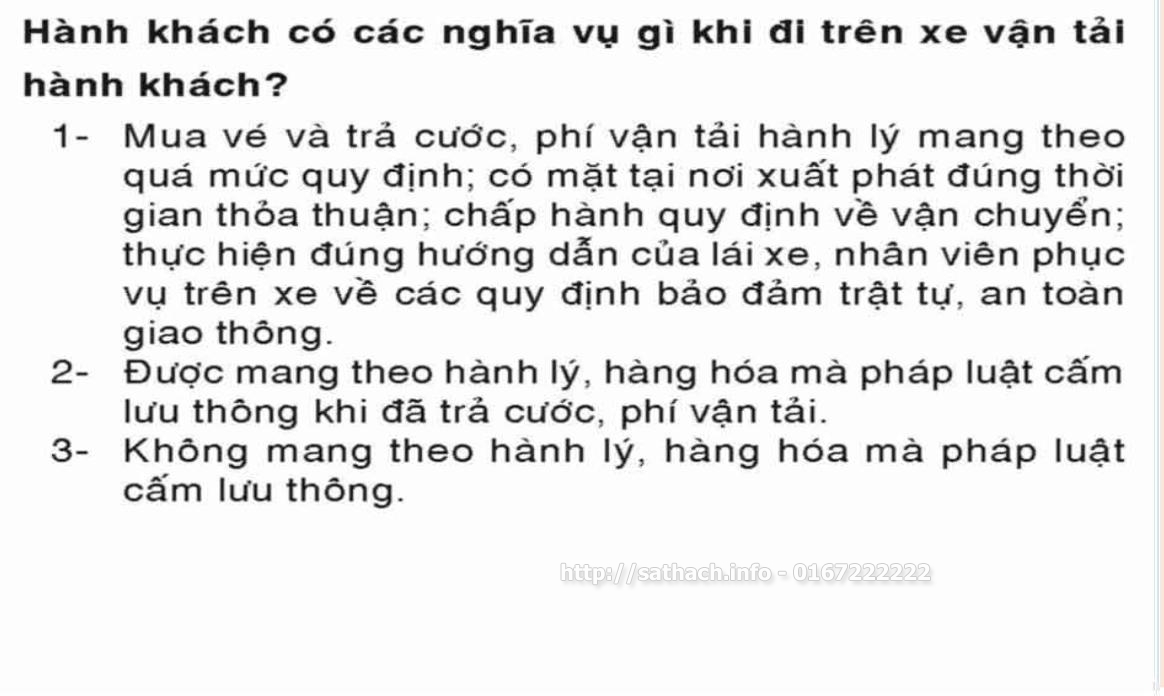 Hành khách có các nghĩa vụ gì khi đi trên xe vận tải
hành khách?
1- Mua vé và trả cước, phí vận tải hành lý mang theo
quá mức quy định; có mặt tại nơi xuất phát đúng thời
gian thỏa thuận; chấp hành quy định về vận chuyển;
thực hiện đúng hướng dẫn của lái xe, nhân viên phục
vụ trên xe về các quy định bảo đảm trật tự, an toàn
giao thông.
2- Được mang theo hành lý, hàng hóa mà pháp luật cấm
lưu thông khi đã trả cước, phí vận tải.
3- Không mang theo hành lý, hàng hóa mà pháp luật
cấm lưu thông.
http://sathach.info - 0167222222